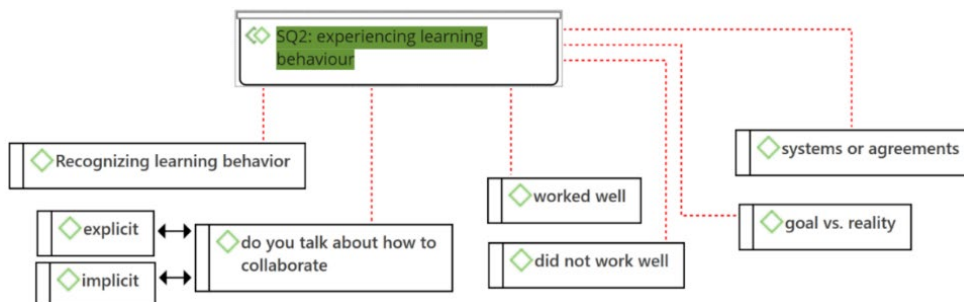 SQ2: experiencing learning
behaviour
Recognizing learning behavior
systems or agreements
worked well
goal vs. reality
explicit
do you talk about how to
collaborate
did not work well
implicit